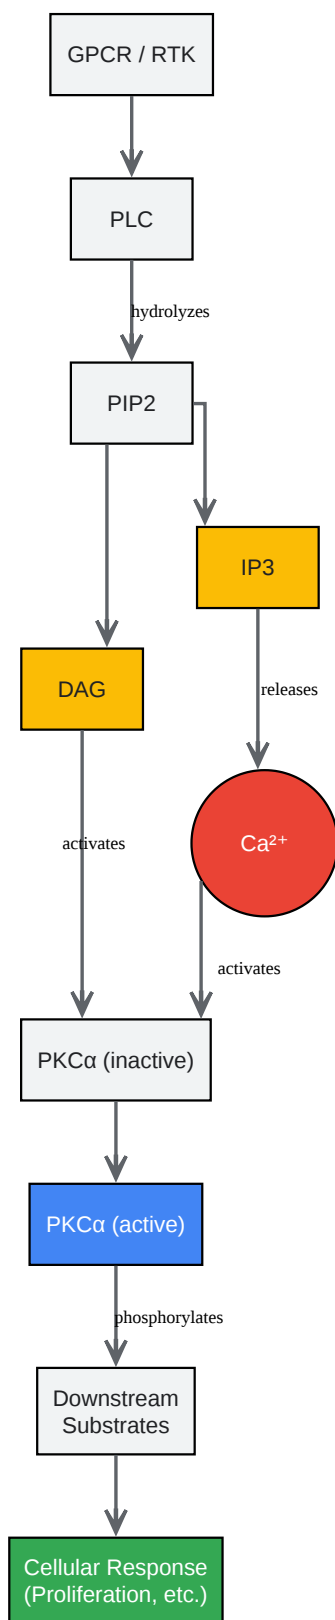 GPCR / RTK
PLC
hydrolyzes
PIP2
IP3
DAG
releases
activates
Ca²⁺
activates
PKCα (inactive)
PKCα (active)
phosphorylates
Downstream
Substrates
Cellular Response
(Proliferation, etc.)